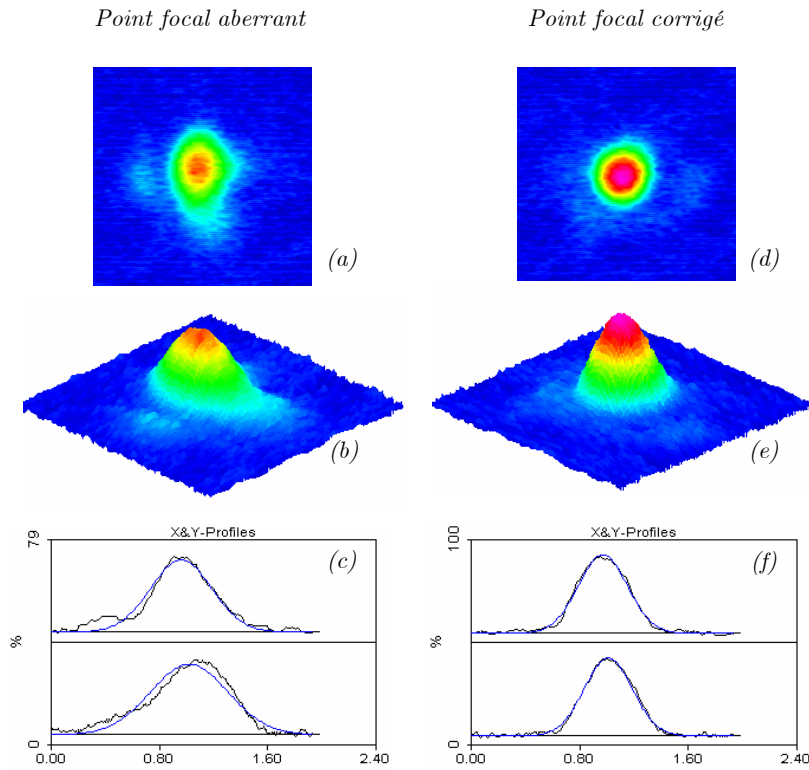 Point focal aberrant
Point focal corrigé
(a)
(d)
(b)
(e)
X&Y-Profiles
79
(c)
%
0
0.00 0.80 1.60 2.40
X&Y-Profiles
100
(f)
%
0
0.00 0.80 1.60 2.40